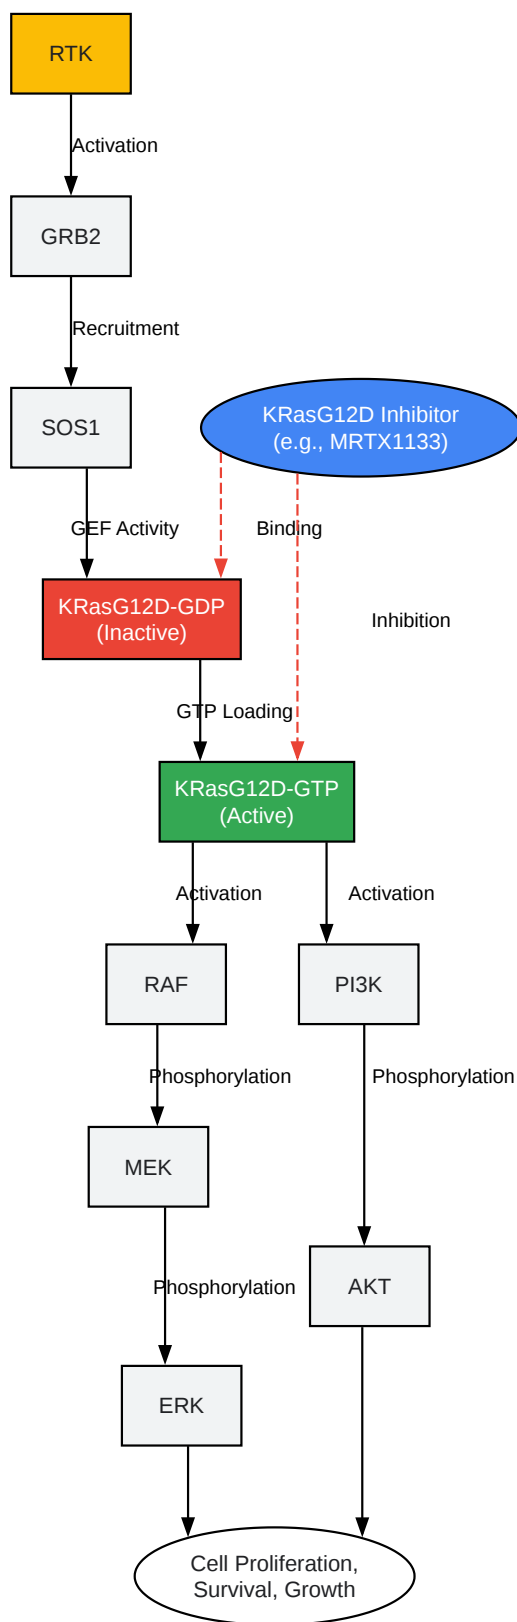 RTK
Activation
GRB2
Recruitment
SOS1
KRasG12D Inhibitor
(e.g., MRTX1133)
GEF Activity
Binding
KRasG12D-GDP
(Inactive)
Inhibition
GTP Loading
KRasG12D-GTP
(Active)
Activation
Activation
RAF
PI3K
Phosphorylation
Phosphorylation
MEK
Phosphorylation
AKT
ERK
Cell Proliferation,
Survival, Growth